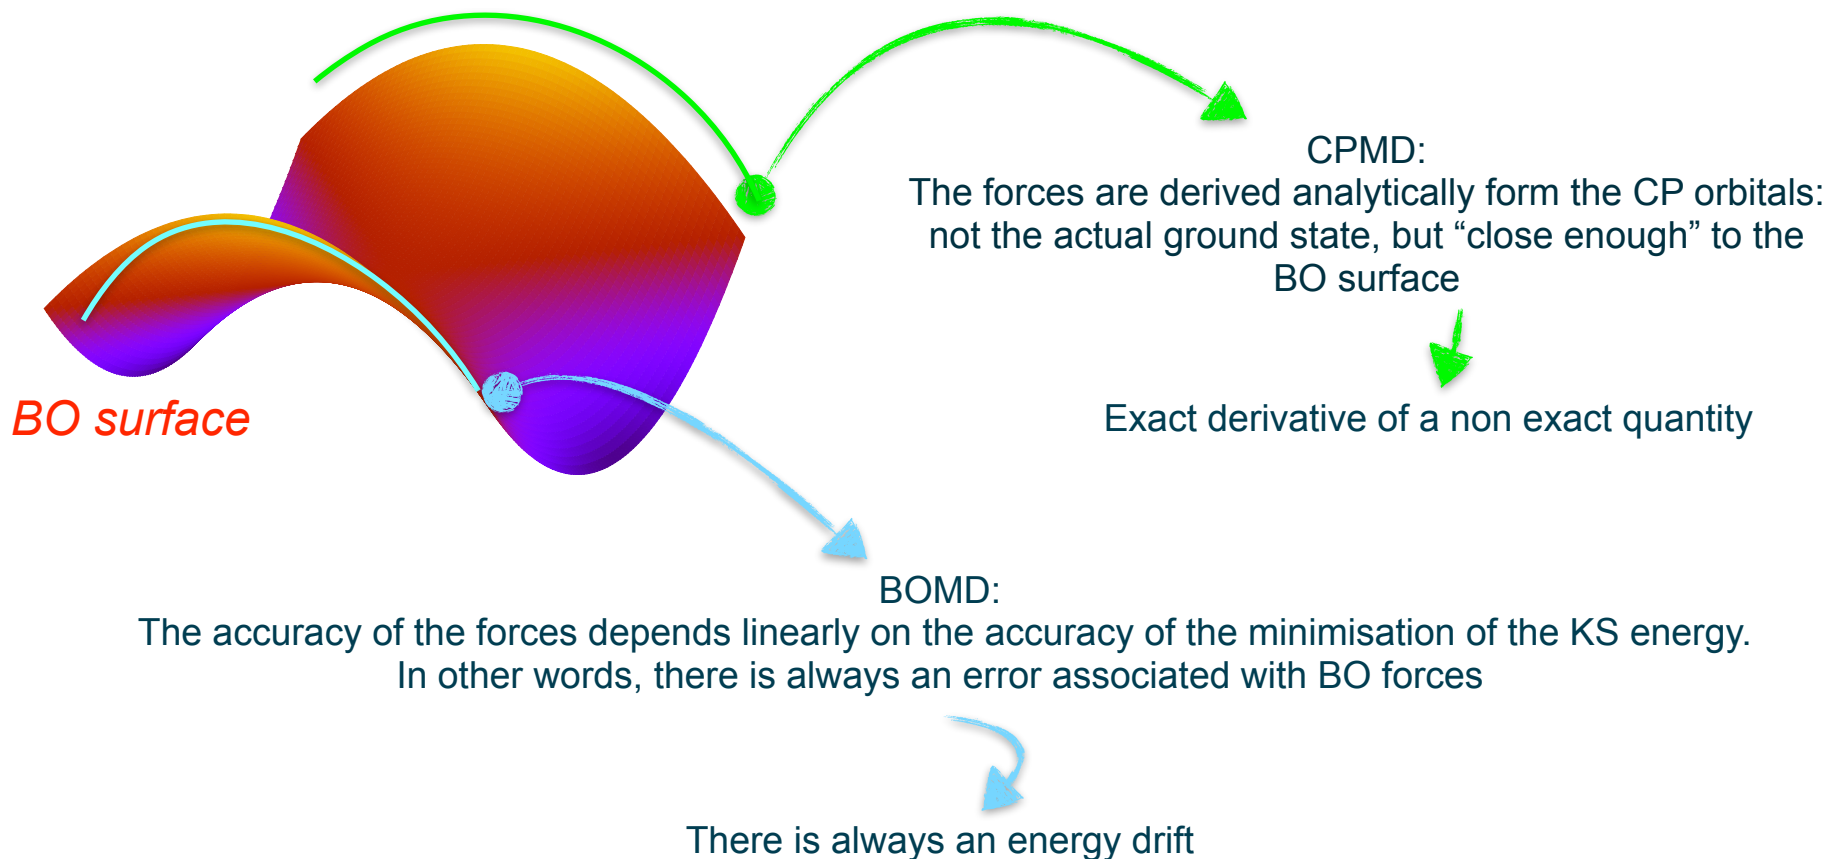 CPMD:
The forces are derived analytically form the CP orbitals:
not the actual ground state, but “close enough” to the
BO surface
BO surface
Exact derivative of a non exact quantity
BOMD:
The accuracy of the forces depends linearly on the accuracy of the minimisation of the KS energy.
In other words, there is always an error associated with BO forces
There is always an energy drift